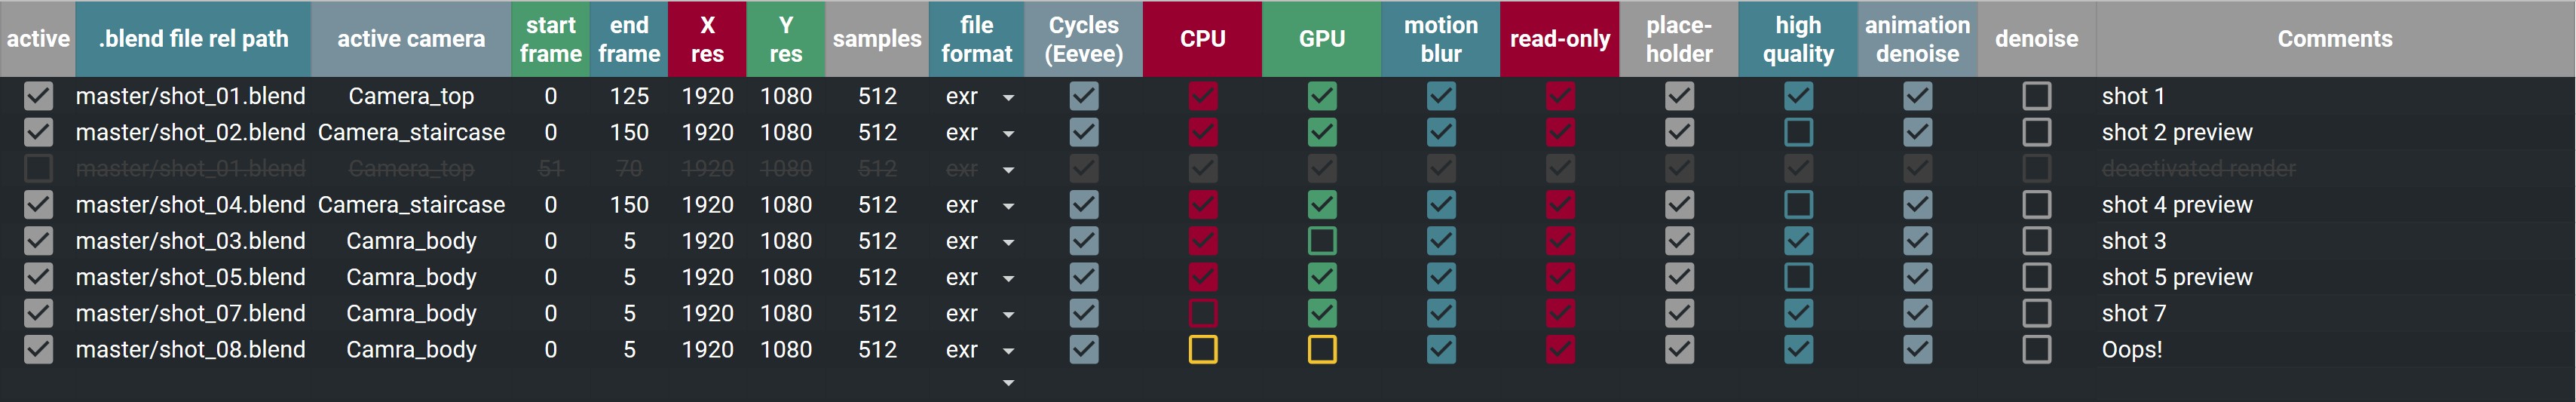 active .blend file rel path active camera start frame end frame X res Y res samples file format Cycles (Eevee) CPU GPU motion blur read-only place-holder high quality animation denoise denoise Comments
master/shot_01.blend Camera_top 0 125 1920 1080 512 exr shot 1
master/shot_02.blend Camera_staircase 0 150 1920 1080 512 exr shot 2 preview
master/shot_01.blend Camera_top 51 70 1920 1080 512 exr deactivated render
master/shot_04.blend Camera_staircase 0 150 1920 1080 512 exr shot 4 preview
master/shot_03.blend Camra_body 0 5 1920 1080 512 exr shot 3
master/shot_05.blend Camra_body 0 5 1920 1080 512 exr shot 5 preview
master/shot_07.blend Camra_body 0 5 1920 1080 512 exr shot 7
master/shot_08.blend Camra_body 0 5 1920 1080 512 exr Oops!